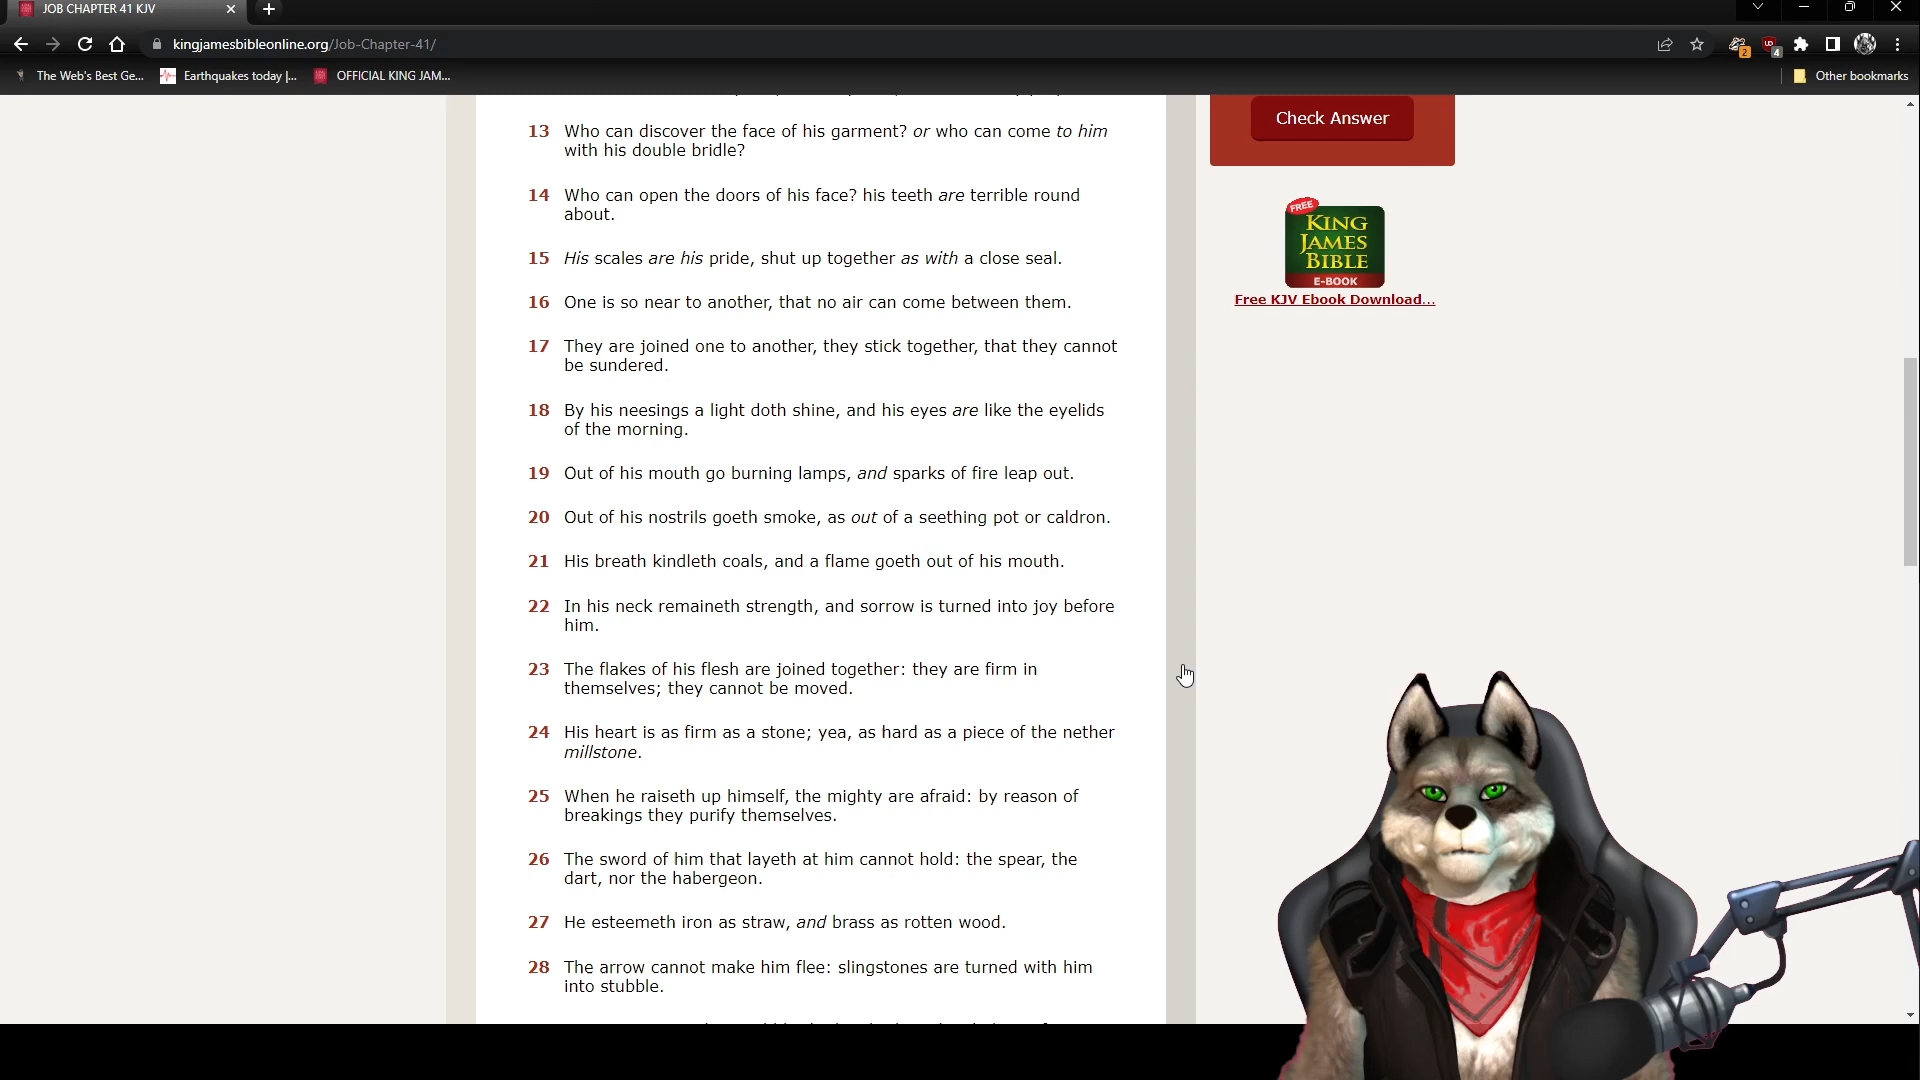 JOB CHAPTER 41 KJV
kingjamesbibleonline.org/Job-Chapter-41/
2
4
The Web's Best Ge...
Earthquakes today |...
OFFICIAL KING JAM...
Other bookmarks
13 Who can discover the face of his garment? or who can come to him
with his double bridle?
14 Who can open the doors of his face? his teeth are terrible round
about.
15 His scales are his pride, shut up together as with a close seal.
16 One is so near to another, that no air can come between them.
17 They are joined one to another, they stick together, that they cannot
be sundered.
18 By his neesings a light doth shine, and his eyes are like the eyelids
of the morning.
19 Out of his mouth go burning lamps, and sparks of fire leap out.
20 Out of his nostrils goeth smoke, as out of a seething pot or caldron.
21 His breath kindleth coals, and a flame goeth out of his mouth.
22 In his neck remaineth strength, and sorrow is turned into joy before
him.
23 The flakes of his flesh are joined together: they are firm in
themselves; they cannot be moved.
24 His heart is as firm as a stone; yea, as hard as a piece of the nether
millstone.
25 When he raiseth up himself, the mighty are afraid: by reason of
breakings they purify themselves.
26 The sword of him that layeth at him cannot hold: the spear, the
dart, nor the habergeon.
27 He esteemeth iron as straw, and brass as rotten wood.
28 The arrow cannot make him flee: slingstones are turned with him
into stubble.
Check Answer
FREE
KING
JAMES
BIBLE
E-BOOK
Free KJV Ebook Download...